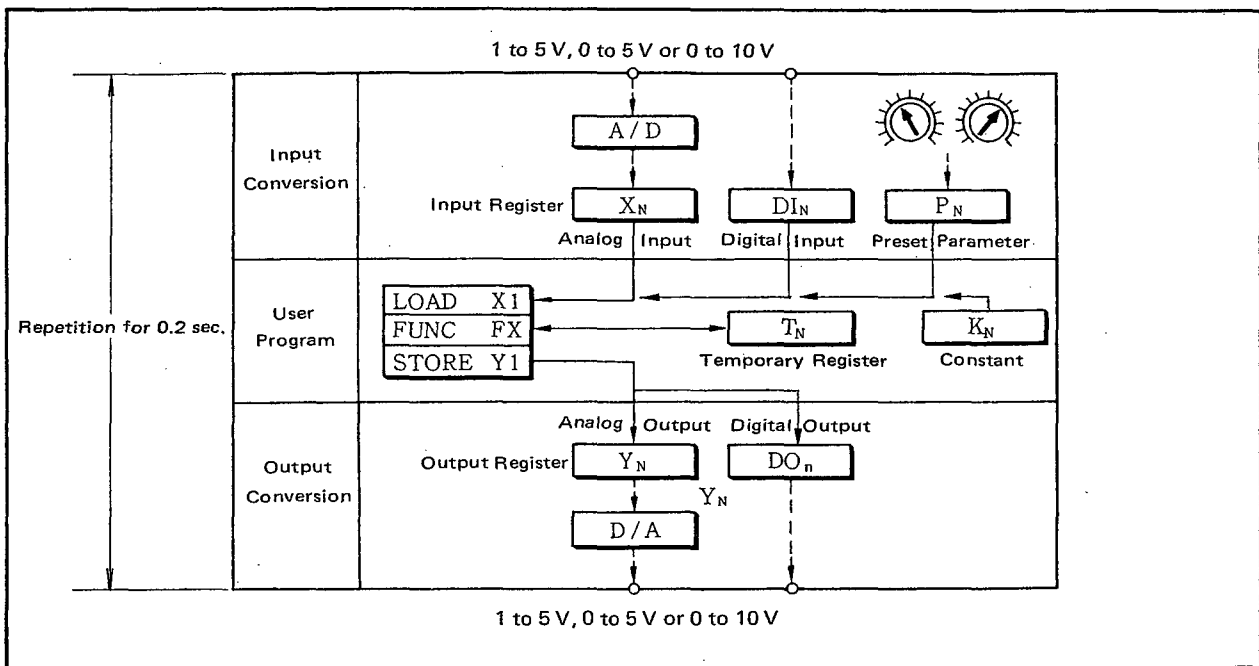 1 to 5 V, 0 to 5 V or 0 to 10 V
A / D
Input
Conversion
Input Register
X_N
DI_N
P_N
Analog Input
Digital Input
Preset Parameter
Repetition for 0.2 sec.
User
Program
LOAD X1
FUNC FX
STORE Y1
T_N
K_N
Temporary Register
Constant
Analog Output
Digital Output
Output
Conversion
Output Register
Y_N
DO_n
Y_N
D / A
1 to 5 V, 0 to 5 V or 0 to 10 V